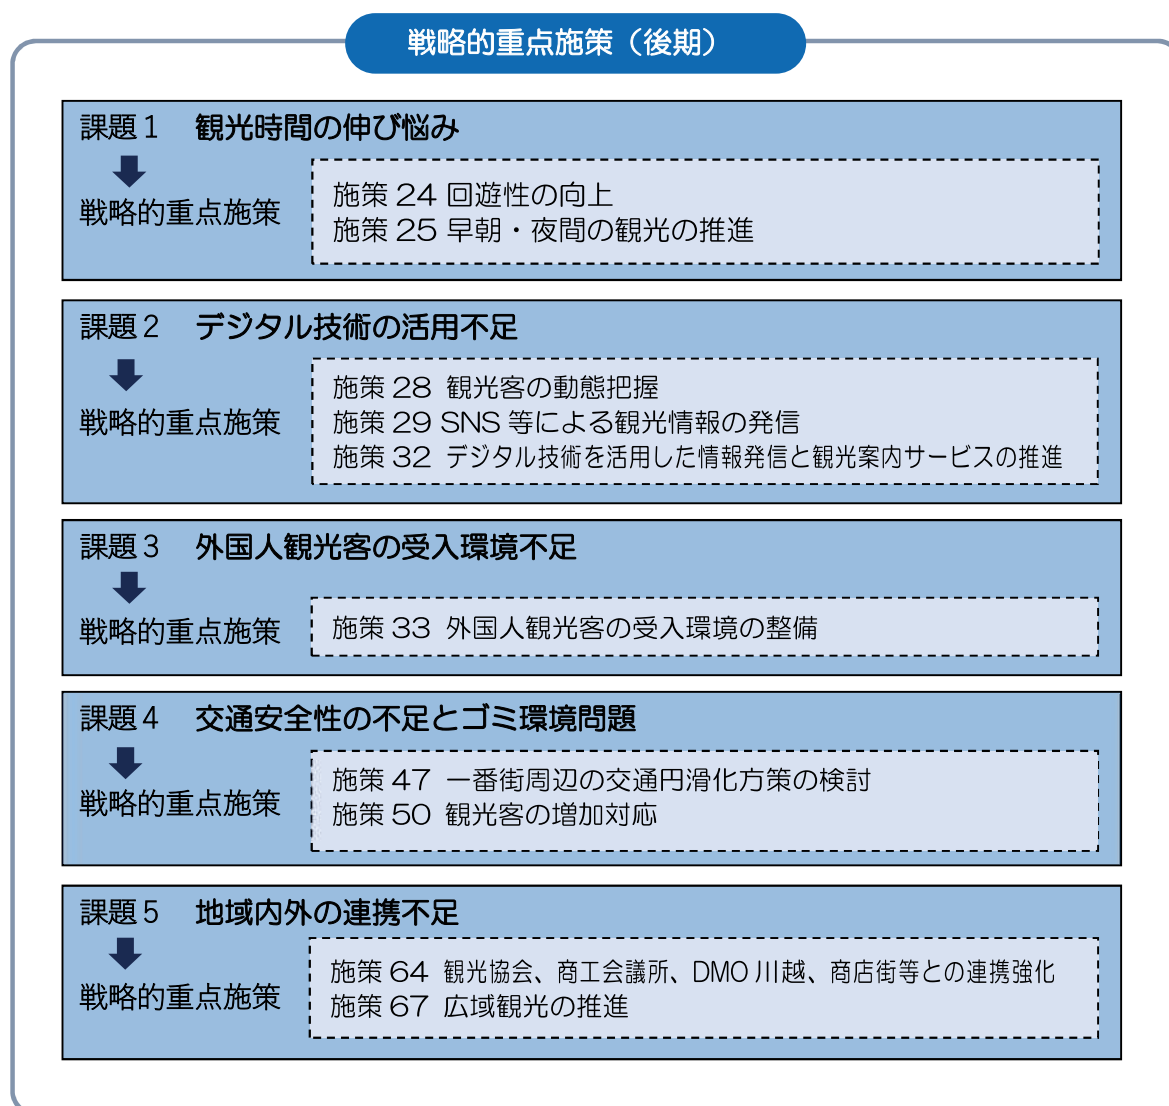 戦略的重点施策（後期）
課題１ 観光時間の伸び悩み
戦略的重点施策
施策 24 回遊性の向上
施策 25 早朝・夜間の観光の推進
課題２ デジタル技術の活用不足
戦略的重点施策
施策 28 観光客の動態把握
施策 29 SNS 等による観光情報の発信
施策 32 デジタル技術を活用した情報発信と観光案内サービスの推進
課題３ 外国人観光客の受入環境不足
戦略的重点施策
施策 33 外国人観光客の受入環境の整備
課題４ 交通安全性の不足とゴミ環境問題
戦略的重点施策
施策 47 一番街周辺の交通円滑化方策の検討
施策 50 観光客の増加対応
課題５ 地域内外の連携不足
戦略的重点施策
施策 64 観光協会、商工会議所、DMO 川越、商店街等との連携強化
施策 67 広域観光の推進